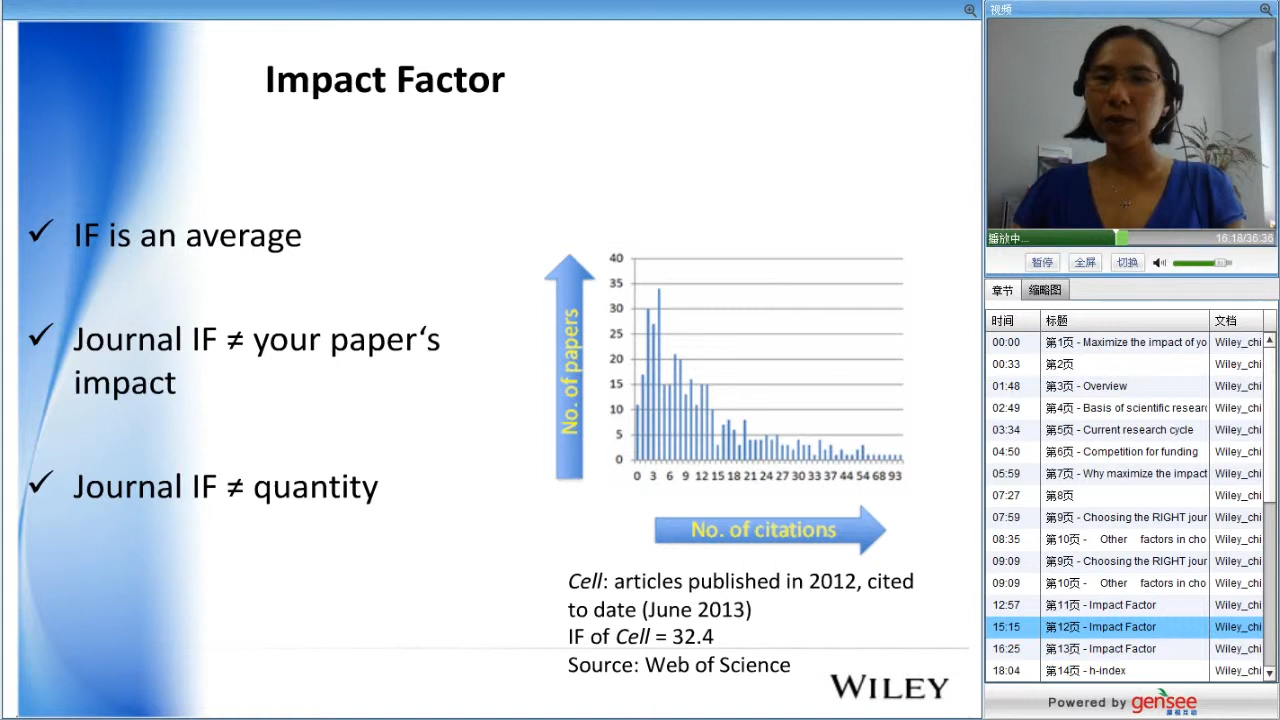 Impact Factor
✓ IF is an average
✓ Journal IF ≠ your paper‘s
impact
✓ Journal IF ≠ quantity
No. of papers
40
35
30
25
20
15
10
5
0
0 3 6 9 12 15 18 21 24 27 30 33 37 44 54 68 93
No. of citations
Cell: articles published in 2012, cited
to date (June 2013)
IF of Cell = 32.4
Source: Web of Science
WILEY
视频
播放中... 16:18/36:36
暂停 全屏 切换
章节 缩略图
时间 标题 文档
00:00 第1页 - Maximize the impact of yo Wiley_chi
00:33 第2页 Wiley_chi
01:48 第3页 - Overview Wiley_chi
02:49 第4页 - Basis of scientific researc Wiley_chi
03:34 第5页 - Current research cycle Wiley_chi
04:50 第6页 - Competition for funding Wiley_chi
05:59 第7页 - Why maximize the impact Wiley_chi
07:27 第8页 Wiley_chi
07:59 第9页 - Choosing the RIGHT jour Wiley_chi
08:35 第10页 - Other factors in cho Wiley_chi
09:09 第9页 - Choosing the RIGHT jour Wiley_chi
09:09 第10页 - Other factors in cho Wiley_chi
12:57 第11页 - Impact Factor Wiley_chi
15:15 第12页 - Impact Factor Wiley_chi
16:25 第13页 - Impact Factor Wiley_chi
18:04 第14页 - h-index Wiley_chi
Powered by gensee